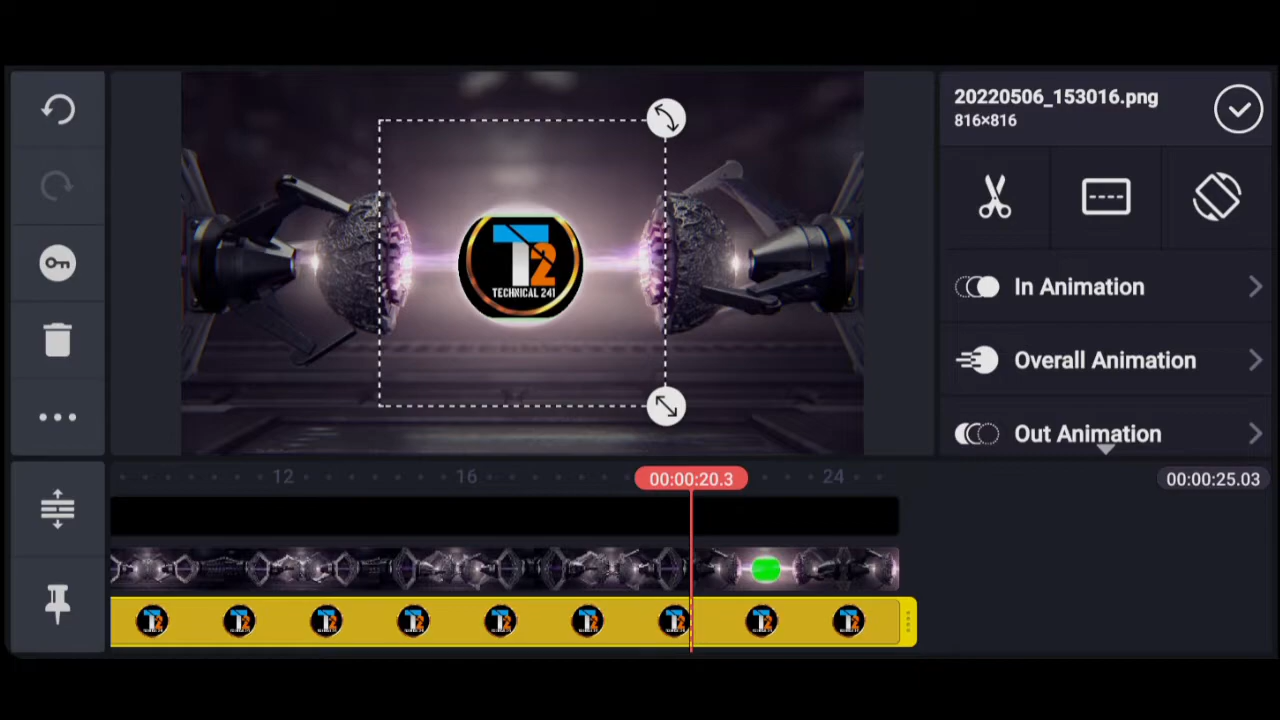 20220506_153016.png
816×816
T2
TECHNICAL 241
In Animation
Overall Animation
Out Animation
12
16
00:00:20.3
24
00:00:25.03